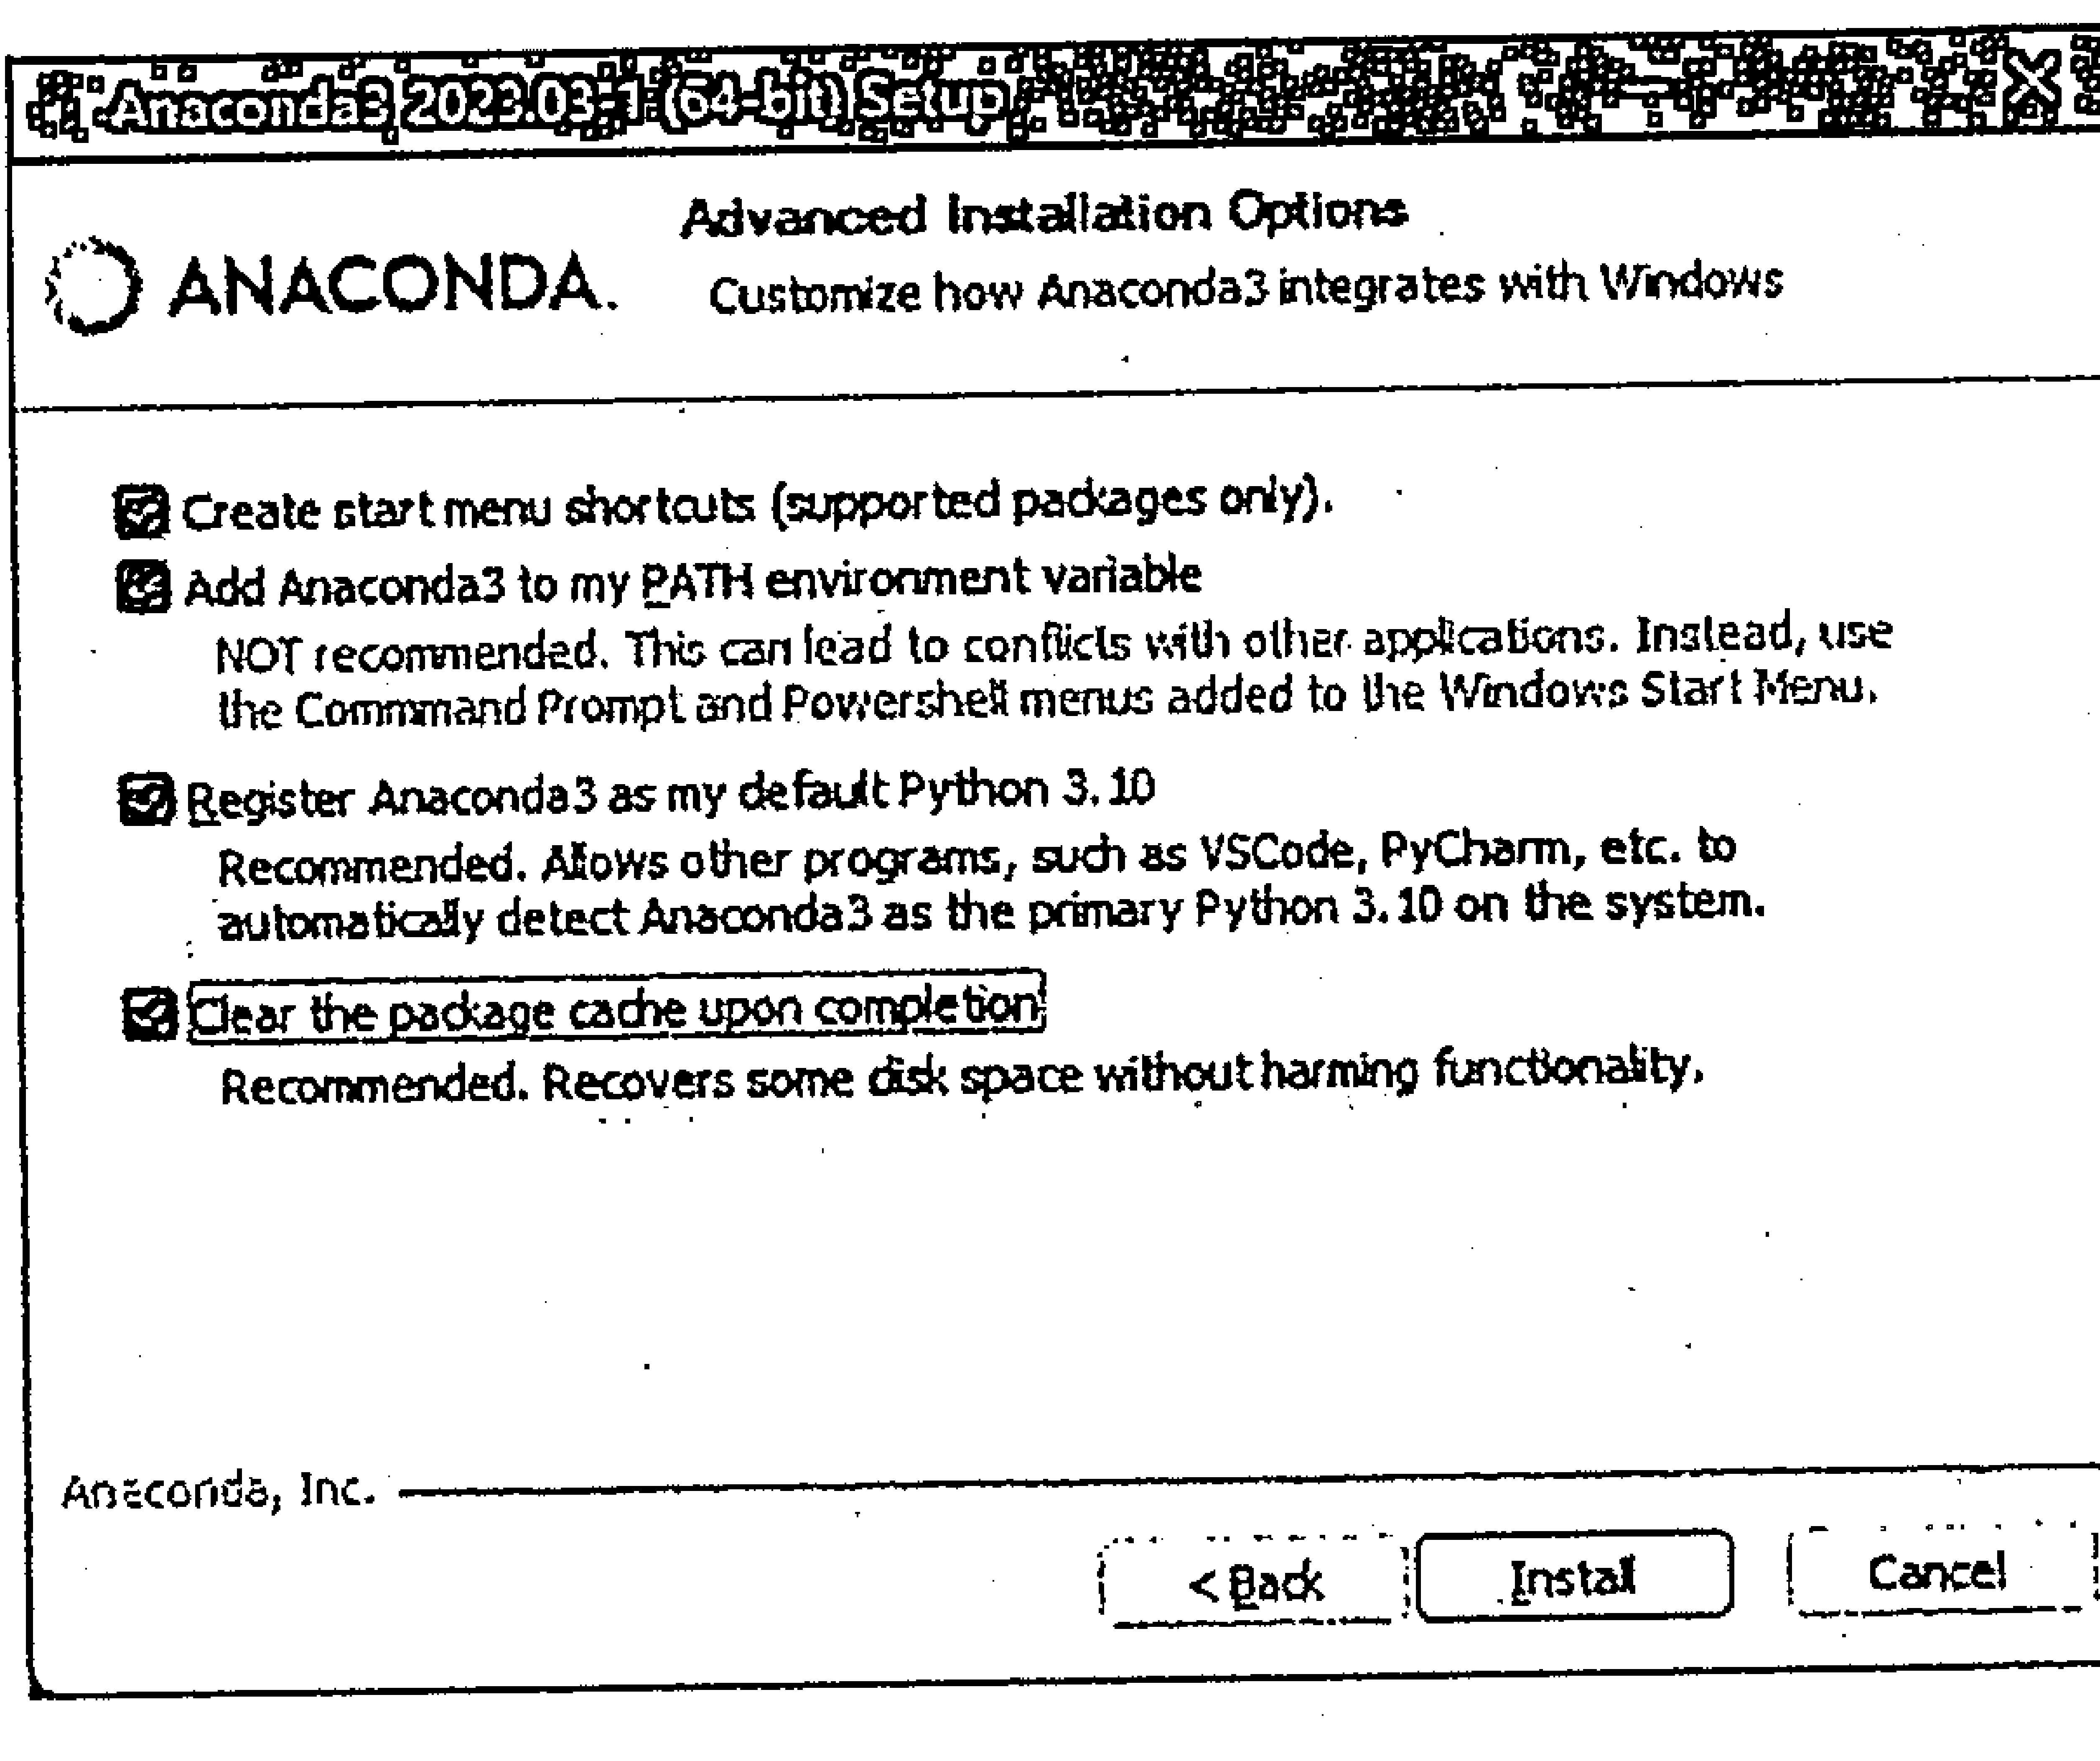 Anaconda3 2023.03-1 (64-bit) Setup
Advanced Installation Options
ANACONDA.
Customize how Anaconda3 integrates with Windows
Create start menu shortcuts (supported packages only).
Add Anaconda3 to my PATH environment variable
NOT recommended. This can lead to conflicts with other applications. Instead, use
the Commmand Prompt and Powershell menus added to the Windows Start Menu.
Register Anaconda3 as my default Python 3.10
Recommended. Allows other programs, such as VSCode, PyCharm, etc. to
automatically detect Anaconda3 as the primary Python 3.10 on the system.
Clear the package cache upon completion
Recommended. Recovers some disk space without harming functionality.
Anaconda, Inc.
< Back
Install
Cancel